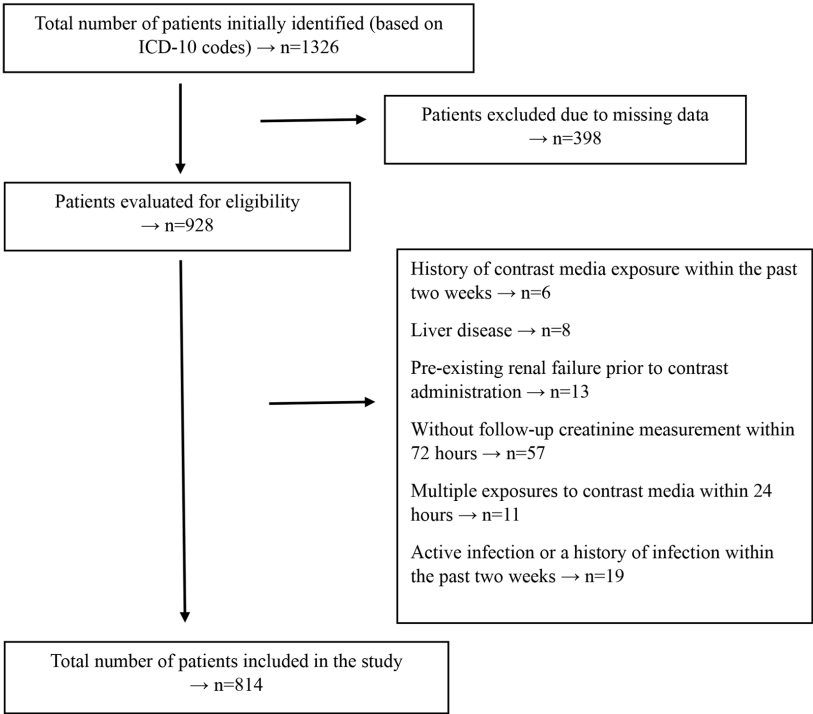 Total number of patients initially identified (based on
ICD-10 codes) → n=1326
Patients excluded due to missing data
→ n=398
Patients evaluated for eligibility
→ n=928
History of contrast media exposure within the past
two weeks → n=6
Liver disease → n=8
Pre-existing renal failure prior to contrast
administration → n=13
Without follow-up creatinine measurement within
72 hours → n=57
Multiple exposures to contrast media within 24
hours → n=11
Active infection or a history of infection within
the past two weeks → n=19
Total number of patients included in the study
→ n=814